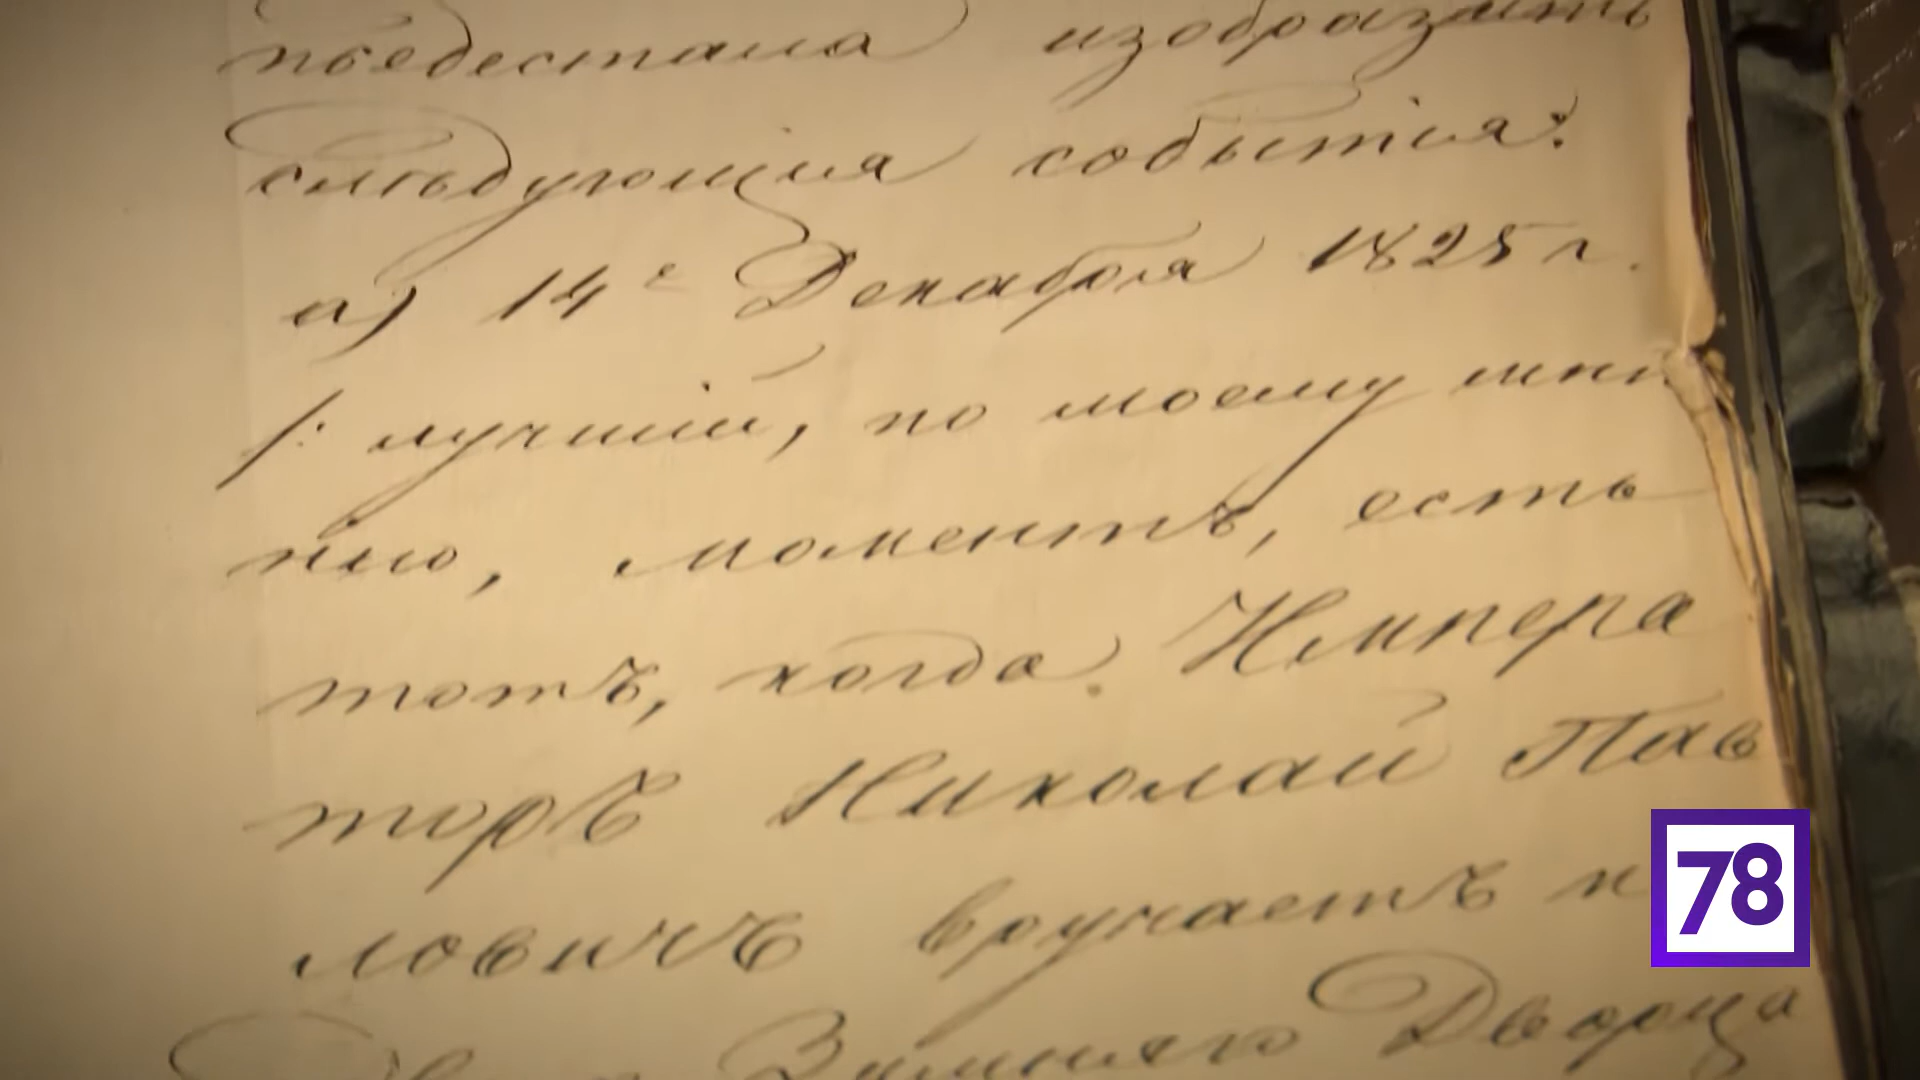 пьедестала изобразить
слѣдующія событія:
а) 14е Декабря 1825 г.
/: лучшій, по моему мнѣ
нію, моментъ, есть
тотъ, когда Импера
торъ Николай Пав
ловичъ вручаетъ н
Зимняго Дворца
78